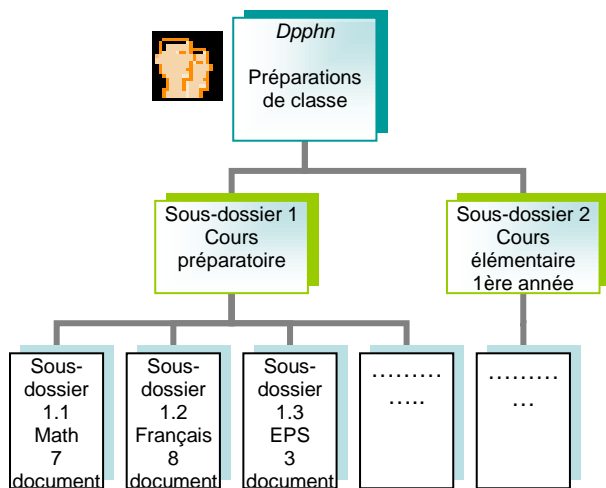 Dpphn
Préparations
de classe
Sous-dossier 1
Cours
préparatoire
Sous-dossier 2
Cours
élémentaire
1ère année
Sous-
dossier
1.1
Math
7
document
Sous-
dossier
1.2
Français
8
document
Sous-
dossier
1.3
EPS
3
document
………
…..
………
…